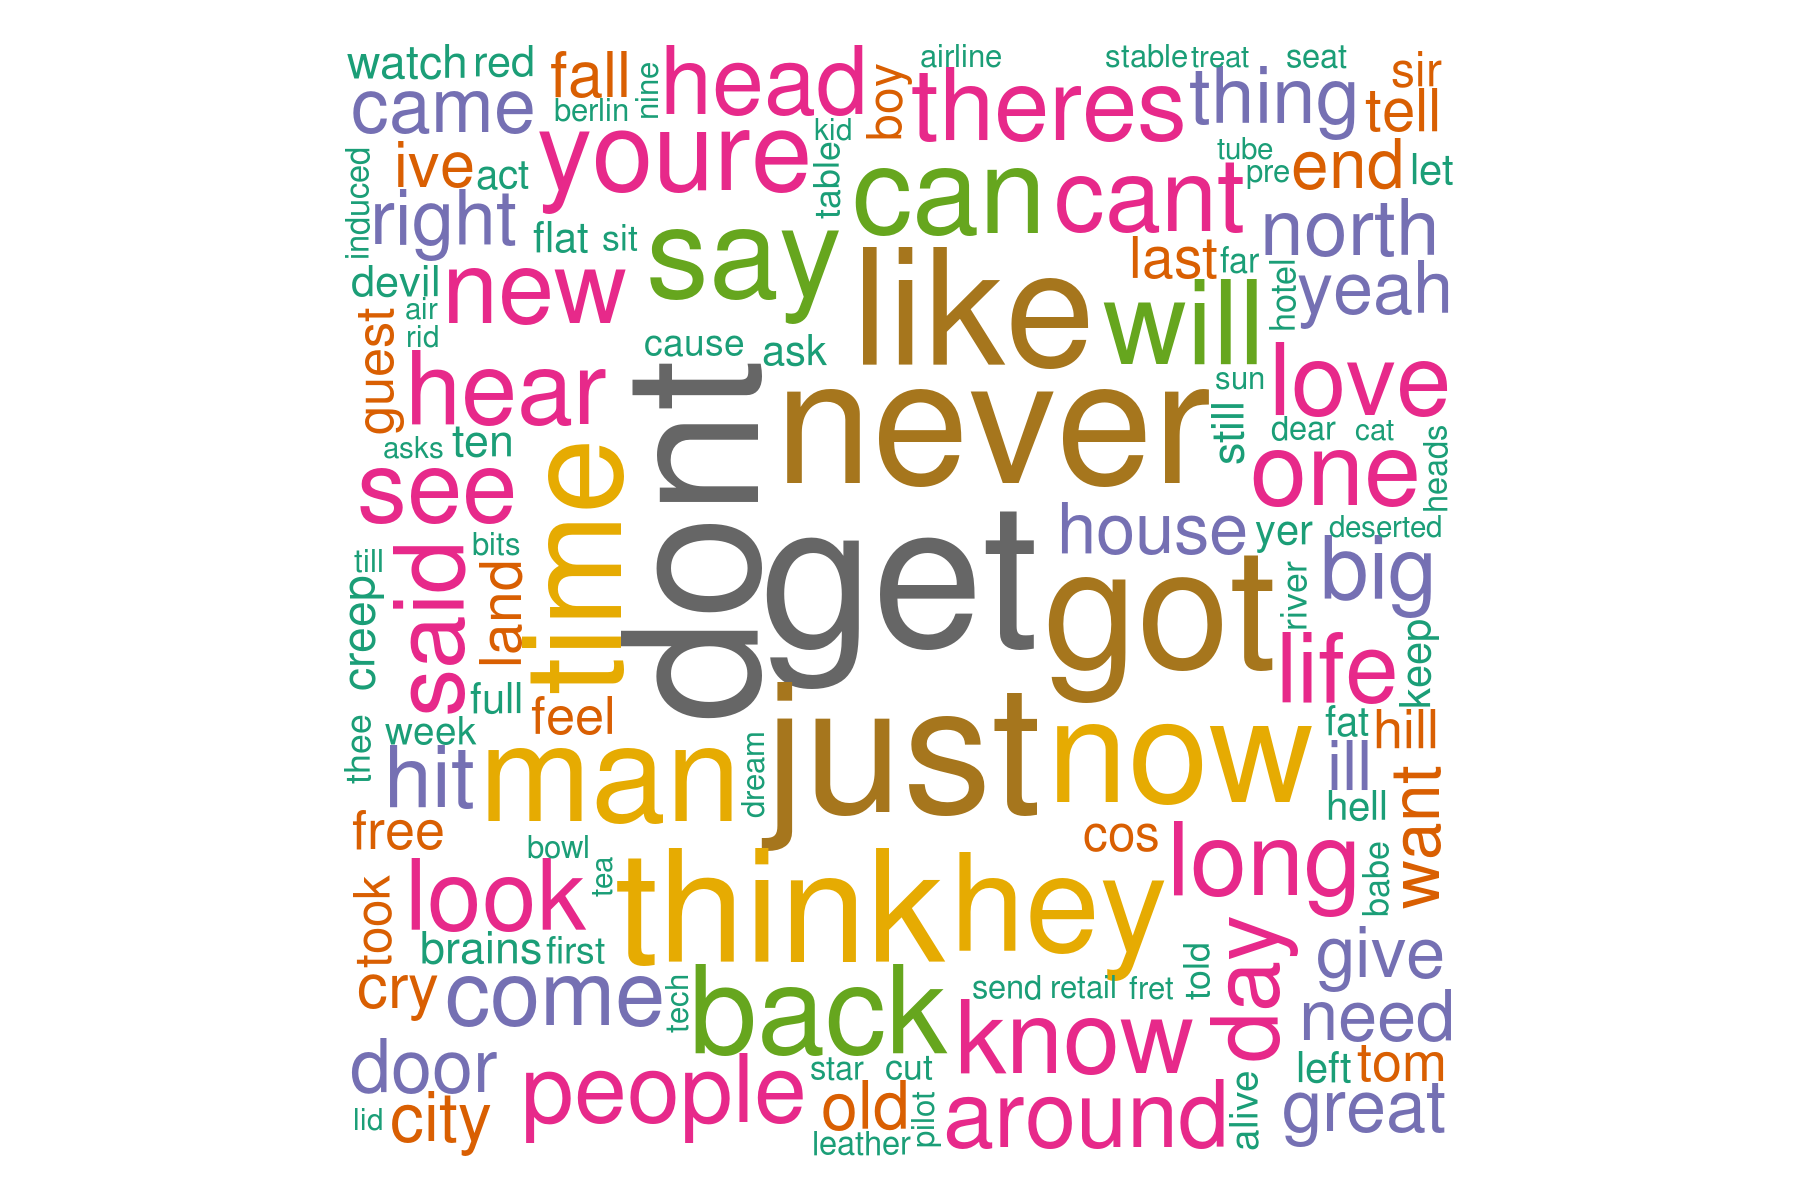 watch red fall nine head airline stable treat seat sir
came berlin boy theres thing tell
youre kid
ive act table can cant tube pre end let
induced right flat sit say north
last far
devil new like will hotel yeah
air
rid
guest cause ask
hear dont never sun love
still dear cat
asks ten time one heads
see
get house yer deserted
said bits got big
till
creep land river
life keep
full feel just now
thee week fat hill
hit man dream ill want
hell
free cos
bowl long babe
look tea think hey
took
brains first day give
cry come tech back send retail fret told
know need
door people star cut left tom
lid city old pilot around alive great
leather